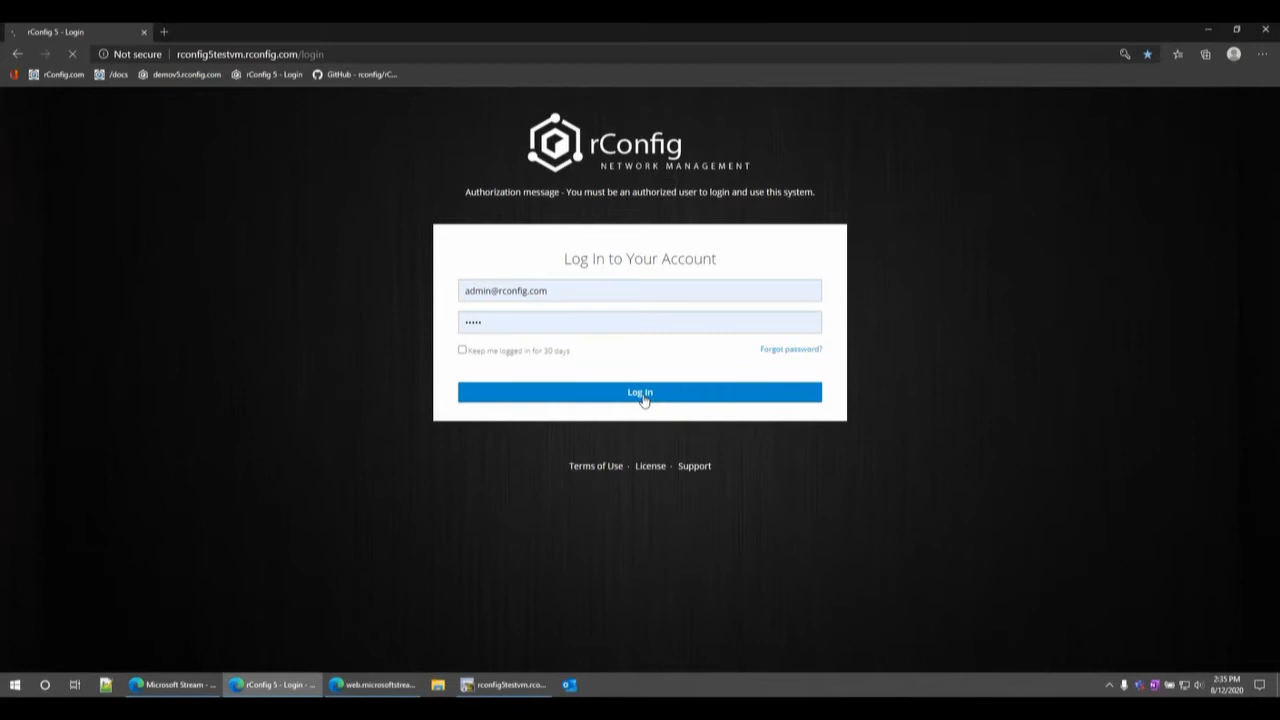 rConfig 5 - Login
Not secure
rconfig5testvm.rconfig.com/login
rConfig.com
/docs
demov5.rconfig.com
rConfig 5 - Login
GitHub - rconfig/rC...
rConfig
NETWORK MANAGEMENT
Authorization message - You must be an authorized user to login and use this system.
Log In to Your Account
admin@rconfig.com
•••••
Keep me logged in for 30 days
Forgot password?
Log In
Terms of Use · License · Support
Microsoft Stream - ...
rConfig 5 - Login - ...
web.microsoftstrea...
rconfig5testvm.rco...
2:35 PM
8/12/2020